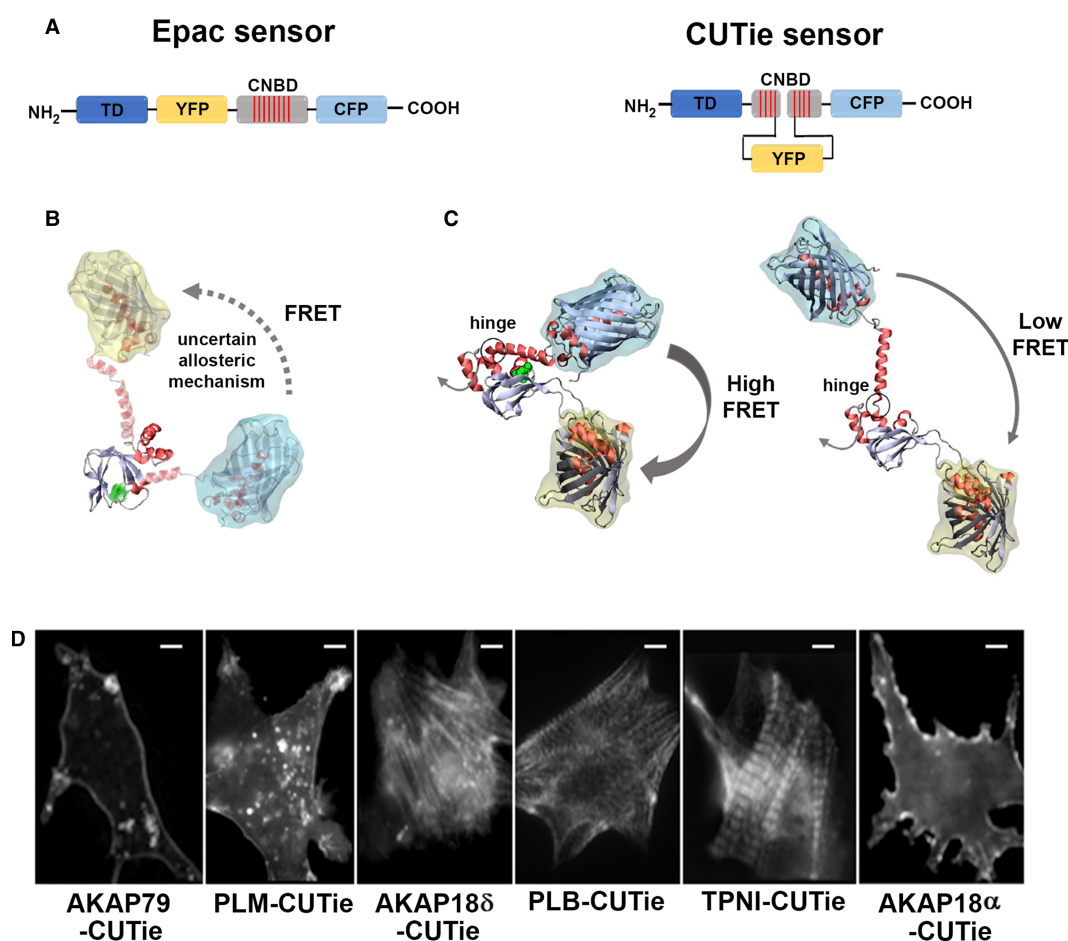 A
Epac sensor
CUTie sensor
NH2 TD YFP CNBD CFP COOH
NH2 TD CNBD CFP COOH
YFP
B
FRET
uncertain
allosteric
mechanism
C
hinge
High
FRET
hinge
Low
FRET
D
AKAP79
-CUTie
PLM-CUTie
AKAP18δ
-CUTie
PLB-CUTie
TPNI-CUTie
AKAP18α
-CUTie